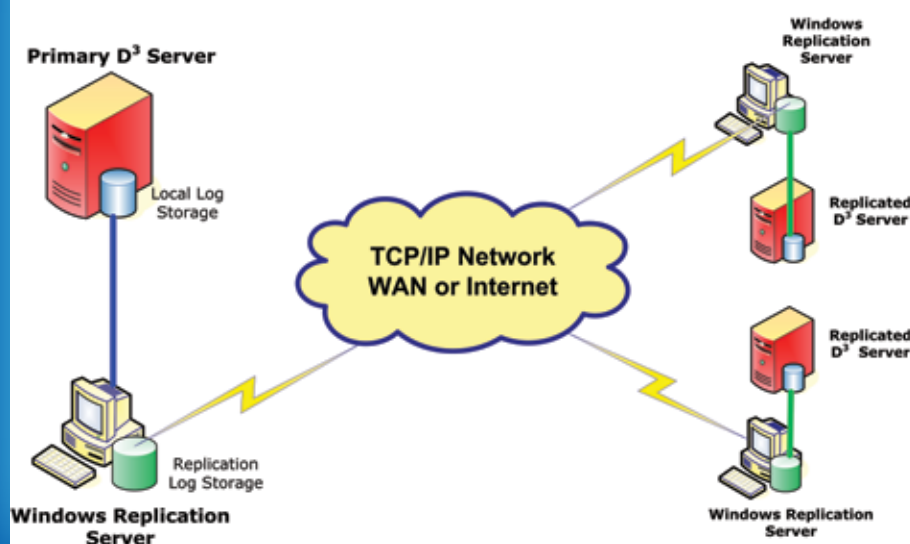 Primary D³ Server
Local Log
Storage
Replication
Log Storage
Windows Replication
Server
TCP/IP Network
WAN or Internet
Windows
Replication
Server
Replicated
D³ Server
Replicated
D³ Server
Windows Replication
Server